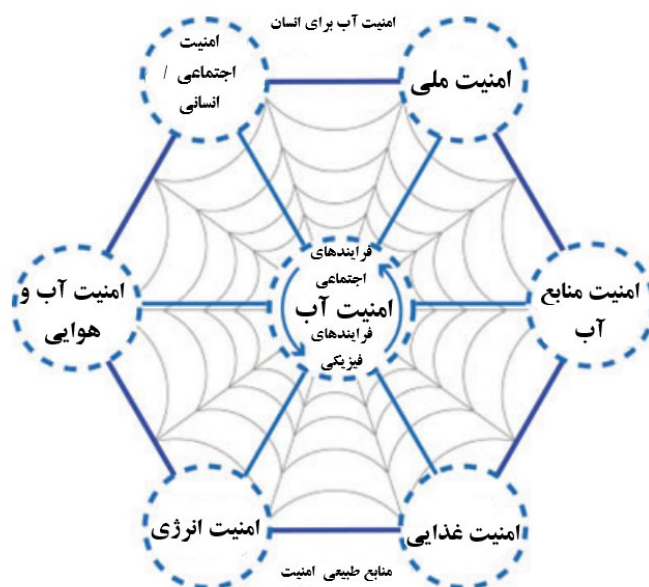 امنیت آب برای انسان
امنیت ملی
امنیت
اجتماعی /
انسانی
امنیت منابع
آب
فرایندهای
اجتماعی
امنیت آب
فرایندهای
فیزیکی
امنیت آب و
هوایی
امنیت غذایی
امنیت انرژی
منابع طبیعی امنیت